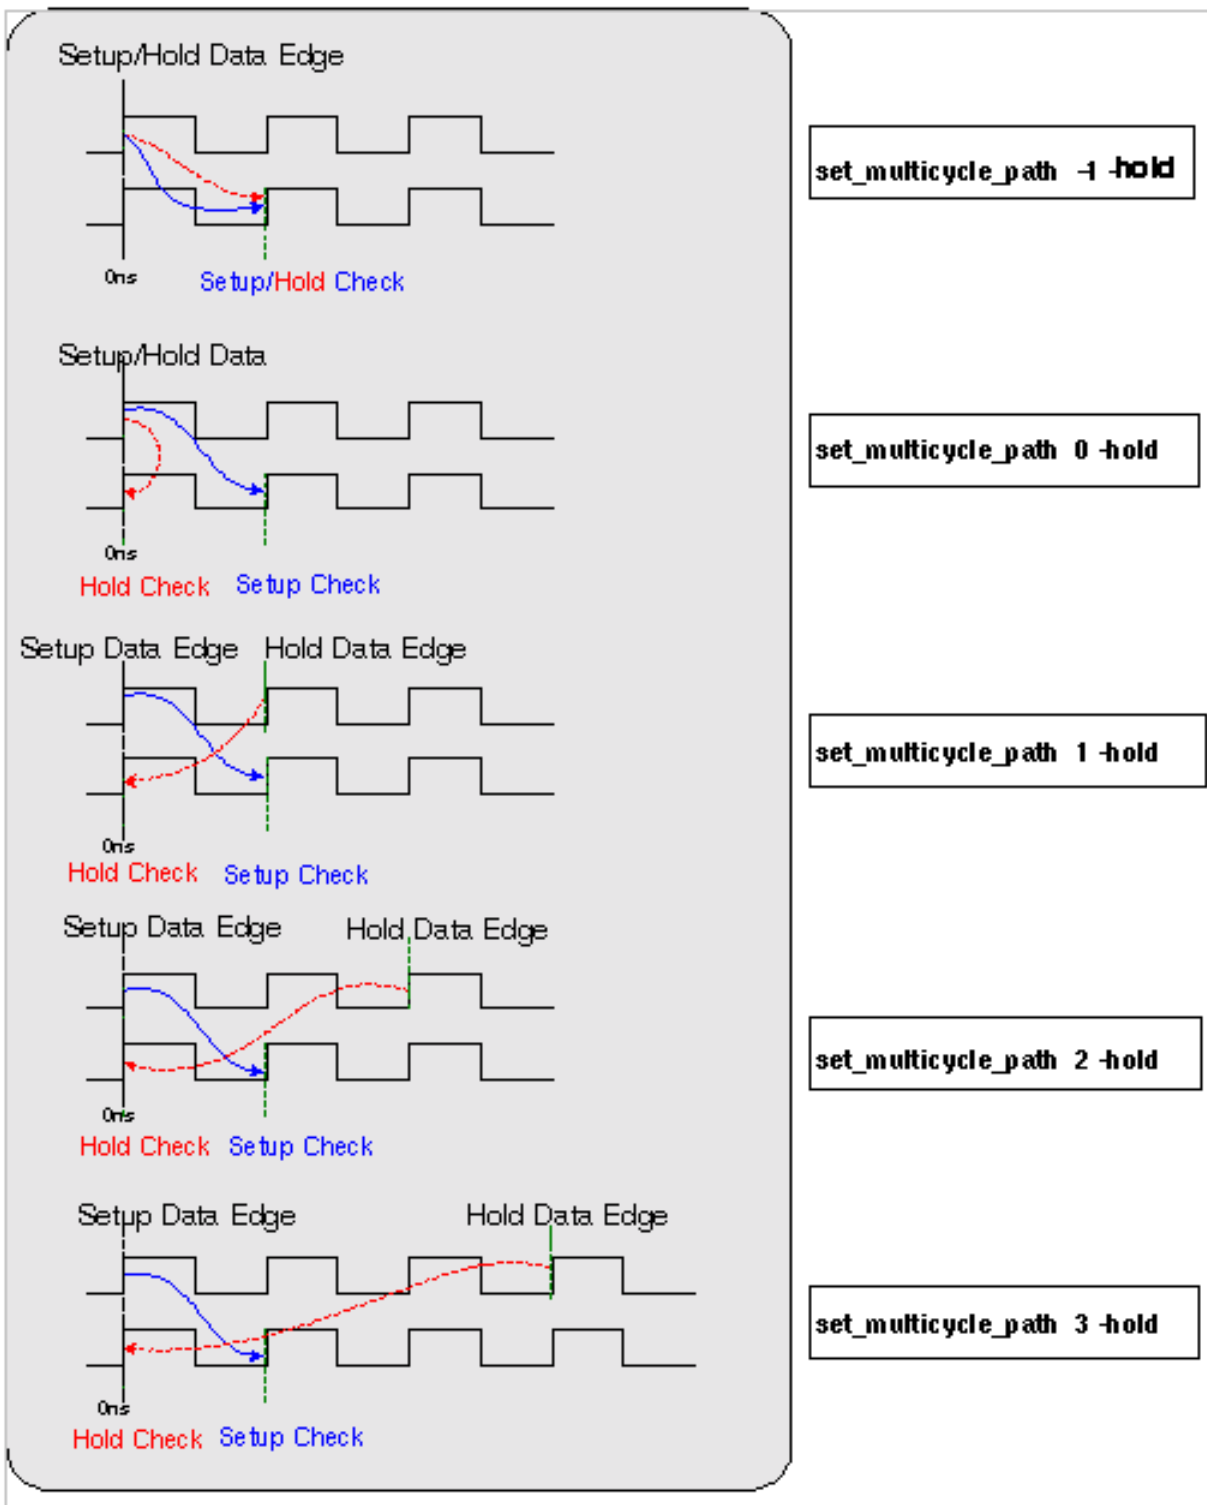 Setup/Hold Data Edge
set_multicycle_path -1 -hold
0ns
Setup/Hold Check
Setup/Hold Data
set_multicycle_path 0 -hold
0ns
Hold Check Setup Check
Setup Data Edge Hold Data Edge
set_multicycle_path 1 -hold
0ns
Hold Check Setup Check
Setup Data Edge Hold Data Edge
set_multicycle_path 2 -hold
0ns
Hold Check Setup Check
Setup Data Edge Hold Data Edge
set_multicycle_path 3 -hold
0ns
Hold Check Setup Check